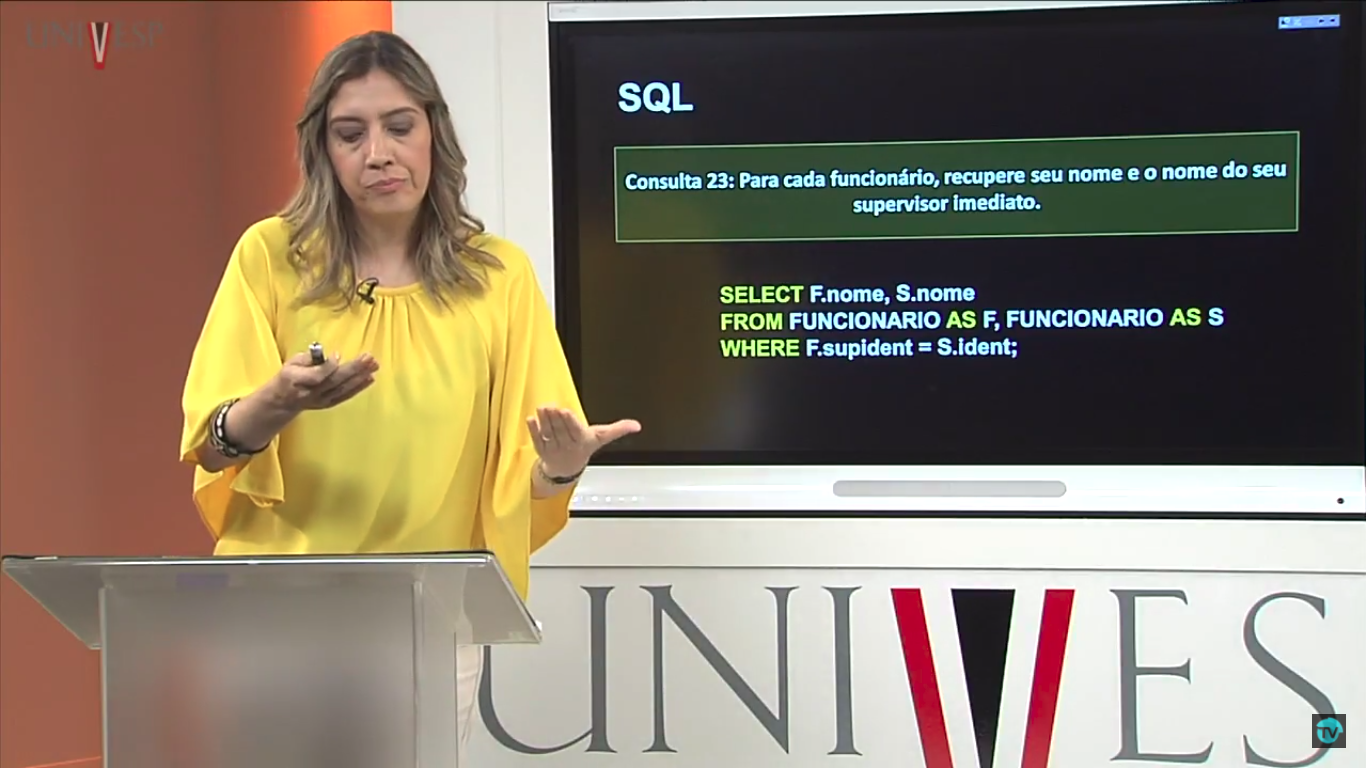 UNIVESP
SQL
Consulta 23: Para cada funcionário, recupere seu nome e o nome do seu
supervisor imediato.
SELECT F.nome, S.nome
FROM FUNCIONARIO AS F, FUNCIONARIO AS S
WHERE F.supident = S.ident;
UNIVES
TV